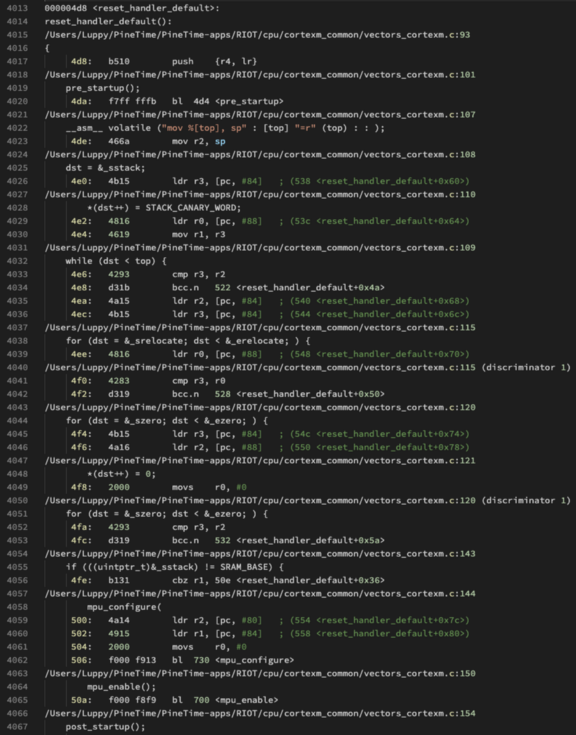 4013 000004d8 <reset_handler_default>:
4014 reset_handler_default():
4015 /Users/Luppy/PineTime/PineTime-apps/RIOT/cpu/cortexm_common/vectors_cortexm.c:93
4016 {
4017 4d8: b510 push {r4, lr}
4018 /Users/Luppy/PineTime/PineTime-apps/RIOT/cpu/cortexm_common/vectors_cortexm.c:101
4019 pre_startup();
4020 4da: f7ff fffb bl 4d4 <pre_startup>
4021 /Users/Luppy/PineTime/PineTime-apps/RIOT/cpu/cortexm_common/vectors_cortexm.c:107
4022 __asm__ volatile ("mov %[top], sp" : [top] "=r" (top) : : );
4023 4de: 466a mov r2, sp
4024 /Users/Luppy/PineTime/PineTime-apps/RIOT/cpu/cortexm_common/vectors_cortexm.c:108
4025 dst = &_sstack;
4026 4e0: 4b15 ldr r3, [pc, #84] ; (538 <reset_handler_default+0x60>)
4027 /Users/Luppy/PineTime/PineTime-apps/RIOT/cpu/cortexm_common/vectors_cortexm.c:110
4028 *(dst++) = STACK_CANARY_WORD;
4029 4e2: 4816 ldr r0, [pc, #88] ; (53c <reset_handler_default+0x64>)
4030 4e4: 4619 mov r1, r3
4031 /Users/Luppy/PineTime/PineTime-apps/RIOT/cpu/cortexm_common/vectors_cortexm.c:109
4032 while (dst < top) {
4033 4e6: 4293 cmp r3, r2
4034 4e8: d31b bcc.n 522 <reset_handler_default+0x4a>
4035 4ea: 4a15 ldr r2, [pc, #84] ; (540 <reset_handler_default+0x68>)
4036 4ec: 4b15 ldr r3, [pc, #84] ; (544 <reset_handler_default+0x6c>)
4037 /Users/Luppy/PineTime/PineTime-apps/RIOT/cpu/cortexm_common/vectors_cortexm.c:115
4038 for (dst = &_srelocate; dst < &_erelocate; ) {
4039 4ee: 4816 ldr r0, [pc, #88] ; (548 <reset_handler_default+0x70>)
4040 /Users/Luppy/PineTime/PineTime-apps/RIOT/cpu/cortexm_common/vectors_cortexm.c:115 (discriminator 1)
4041 4f0: 4283 cmp r3, r0
4042 4f2: d319 bcc.n 528 <reset_handler_default+0x50>
4043 /Users/Luppy/PineTime/PineTime-apps/RIOT/cpu/cortexm_common/vectors_cortexm.c:120
4044 for (dst = &_szero; dst < &_ezero; ) {
4045 4f4: 4b15 ldr r3, [pc, #84] ; (54c <reset_handler_default+0x74>)
4046 4f6: 4a16 ldr r2, [pc, #88] ; (550 <reset_handler_default+0x78>)
4047 /Users/Luppy/PineTime/PineTime-apps/RIOT/cpu/cortexm_common/vectors_cortexm.c:121
4048 *(dst++) = 0;
4049 4f8: 2000 movs r0, #0
4050 /Users/Luppy/PineTime/PineTime-apps/RIOT/cpu/cortexm_common/vectors_cortexm.c:120 (discriminator 1)
4051 for (dst = &_szero; dst < &_ezero; ) {
4052 4fa: 4293 cmp r3, r2
4053 4fc: d319 bcc.n 532 <reset_handler_default+0x5a>
4054 /Users/Luppy/PineTime/PineTime-apps/RIOT/cpu/cortexm_common/vectors_cortexm.c:143
4055 if (((uintptr_t)&_sstack) != SRAM_BASE) {
4056 4fe: b131 cbz r1, 50e <reset_handler_default+0x36>
4057 /Users/Luppy/PineTime/PineTime-apps/RIOT/cpu/cortexm_common/vectors_cortexm.c:144
4058 mpu_configure(
4059 500: 4a14 ldr r2, [pc, #80] ; (554 <reset_handler_default+0x7c>)
4060 502: 4915 ldr r1, [pc, #84] ; (558 <reset_handler_default+0x80>)
4061 504: 2000 movs r0, #0
4062 506: f000 f913 bl 730 <mpu_configure>
4063 /Users/Luppy/PineTime/PineTime-apps/RIOT/cpu/cortexm_common/vectors_cortexm.c:150
4064 mpu_enable();
4065 50a: f000 f8f9 bl 700 <mpu_enable>
4066 /Users/Luppy/PineTime/PineTime-apps/RIOT/cpu/cortexm_common/vectors_cortexm.c:154
4067 post_startup();